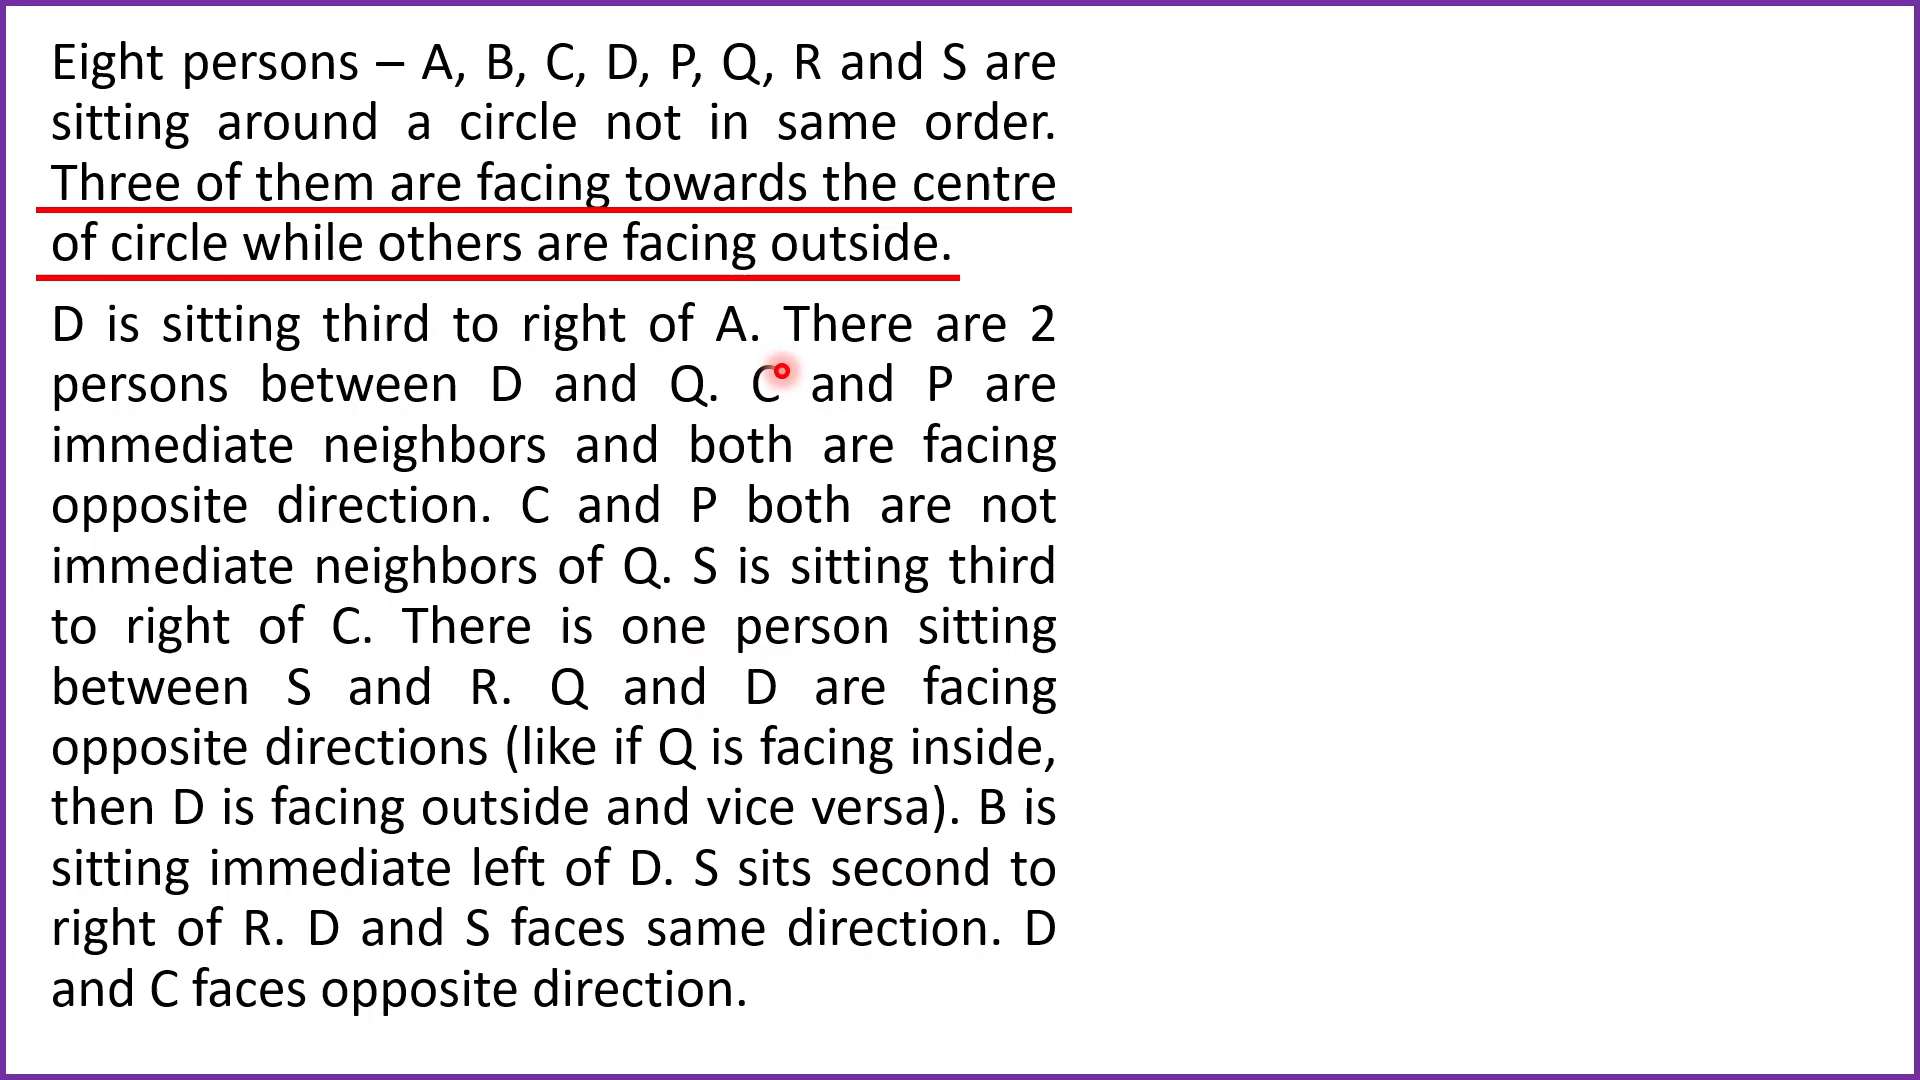 Eight persons – A, B, C, D, P, Q, R and S are
sitting around a circle not in same order.
Three of them are facing towards the centre
of circle while others are facing outside.
D is sitting third to right of A. There are 2
persons between D and Q. C and P are
immediate neighbors and both are facing
opposite direction. C and P both are not
immediate neighbors of Q. S is sitting third
to right of C. There is one person sitting
between S and R. Q and D are facing
opposite directions (like if Q is facing inside,
then D is facing outside and vice versa). B is
sitting immediate left of D. S sits second to
right of R. D and S faces same direction. D
and C faces opposite direction.